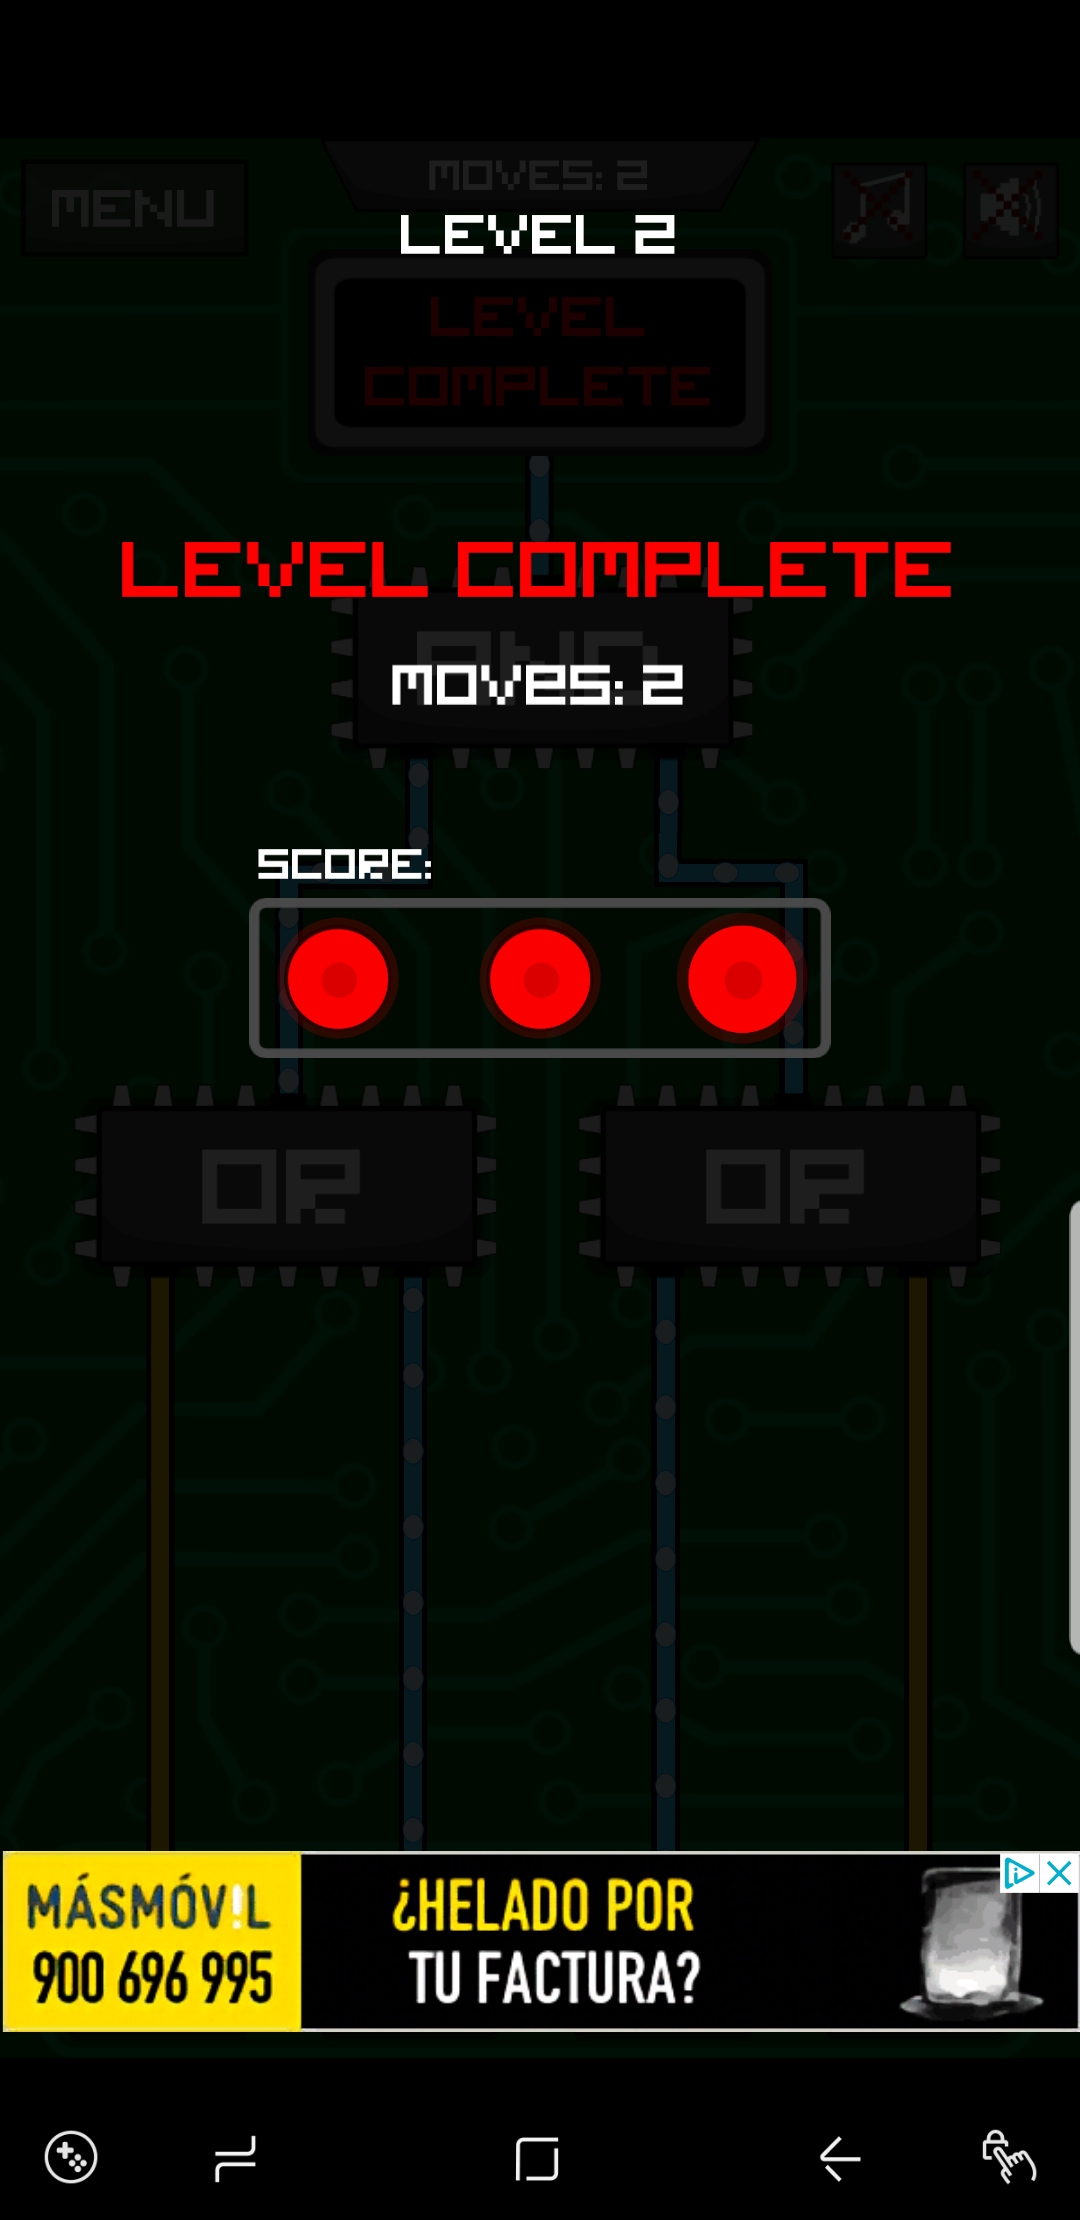 MENU
MOVES: 2
LEVEL 2
LEVEL
COMPLETE
LEVEL COMPLETE
AND
MOVES: 2
SCORE:
OR
OR
MÁSMÓV!L
900 696 995
¿HELADO POR
TU FACTURA?